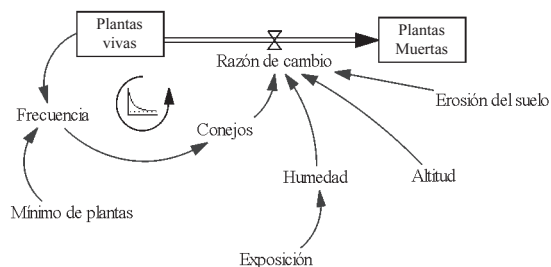 Plantas
vivas
Plantas
Muertas
Razón de cambio
Erosión del suelo
Frecuencia
Conejos
Humedad
Altitud
Mínimo de plantas
Exposición